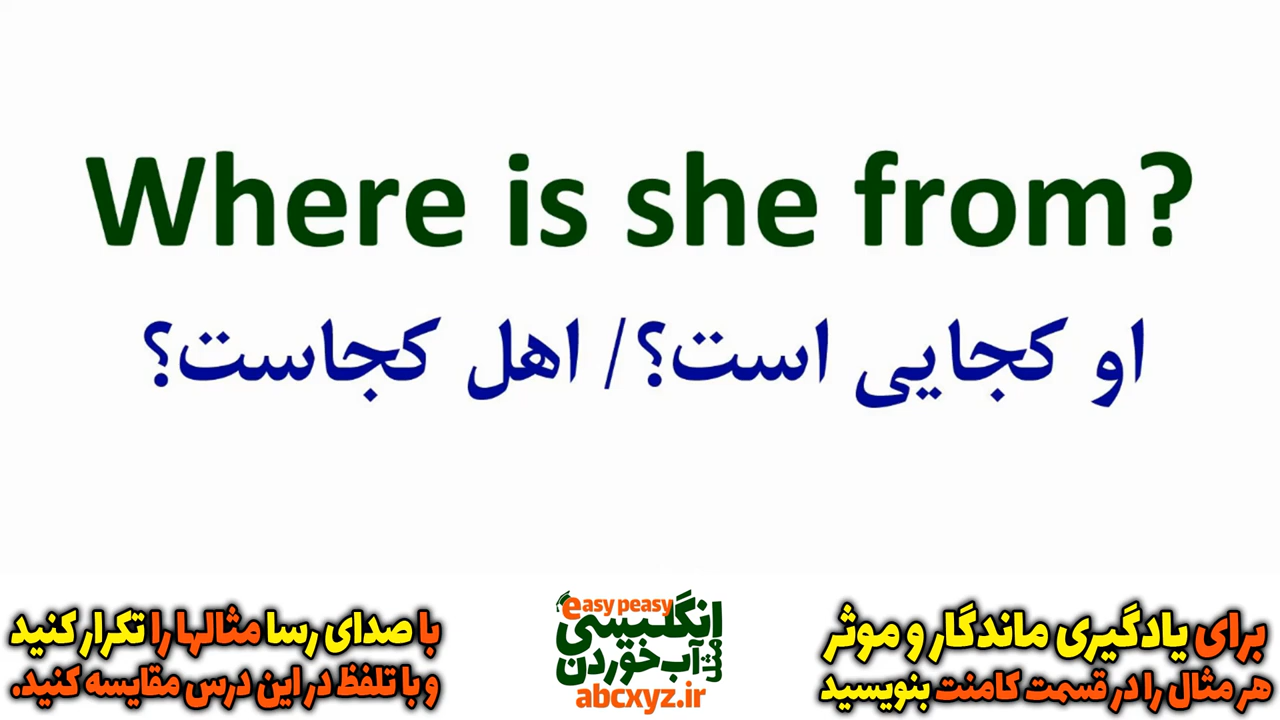 Where is she from?
او کجایی است؟/ اهل کجاست؟
برای یادگیری ماندگار و موثر
هر مثال را در قسمت کامنت بنویسید
easy peasy
انگلیسی
مثل آب خوردن
abcxyz.ir
با صدای رسا مثالها را تکرار کنید
و با تلفظ در این درس مقایسه کنید.